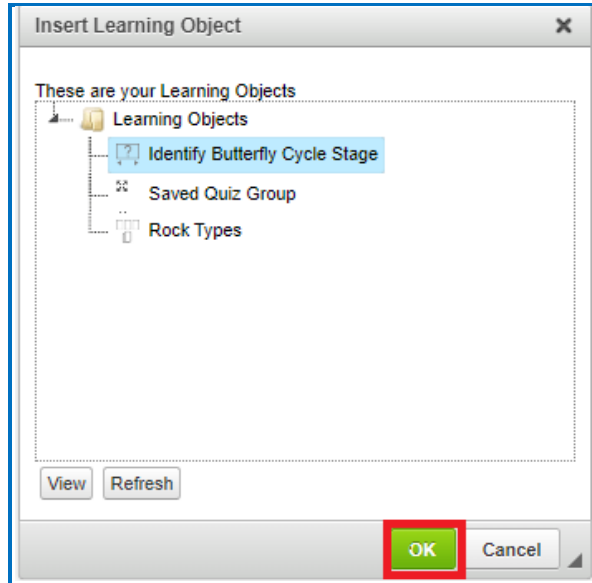 Insert Learning Object
These are your Learning Objects
Learning Objects
Identify Butterfly Cycle Stage
Saved Quiz Group
Rock Types
View Refresh
OK Cancel